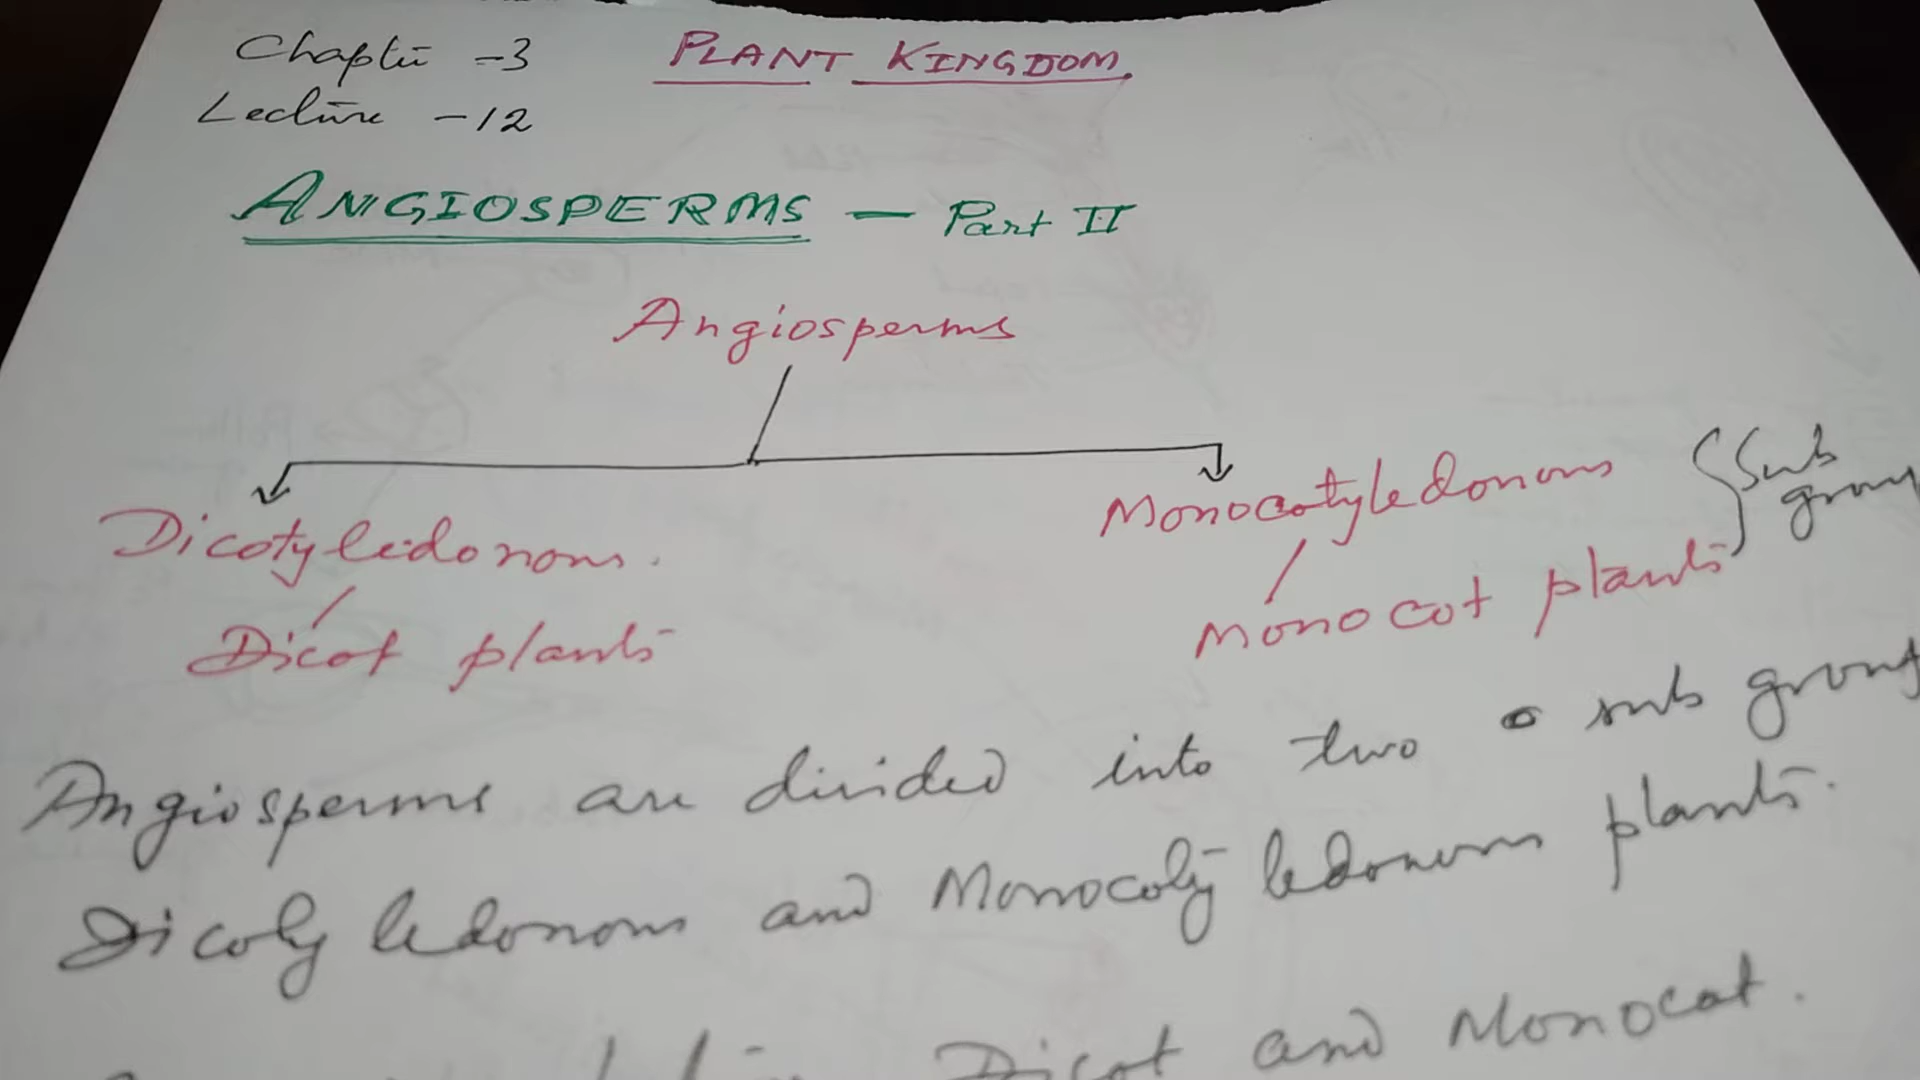 Chapter -3 PLANT KINGDOM.
Lecture -12
ANGIOSPERMS — Part II
Angiosperms
Dicotyledonous. Monocotyledonous
Dicot plants Monocot plants
Sub
group
Angiosperms are divided into two sub group
Dicotyledonous and Monocotyledonous plants.
Dicot and Monocot.